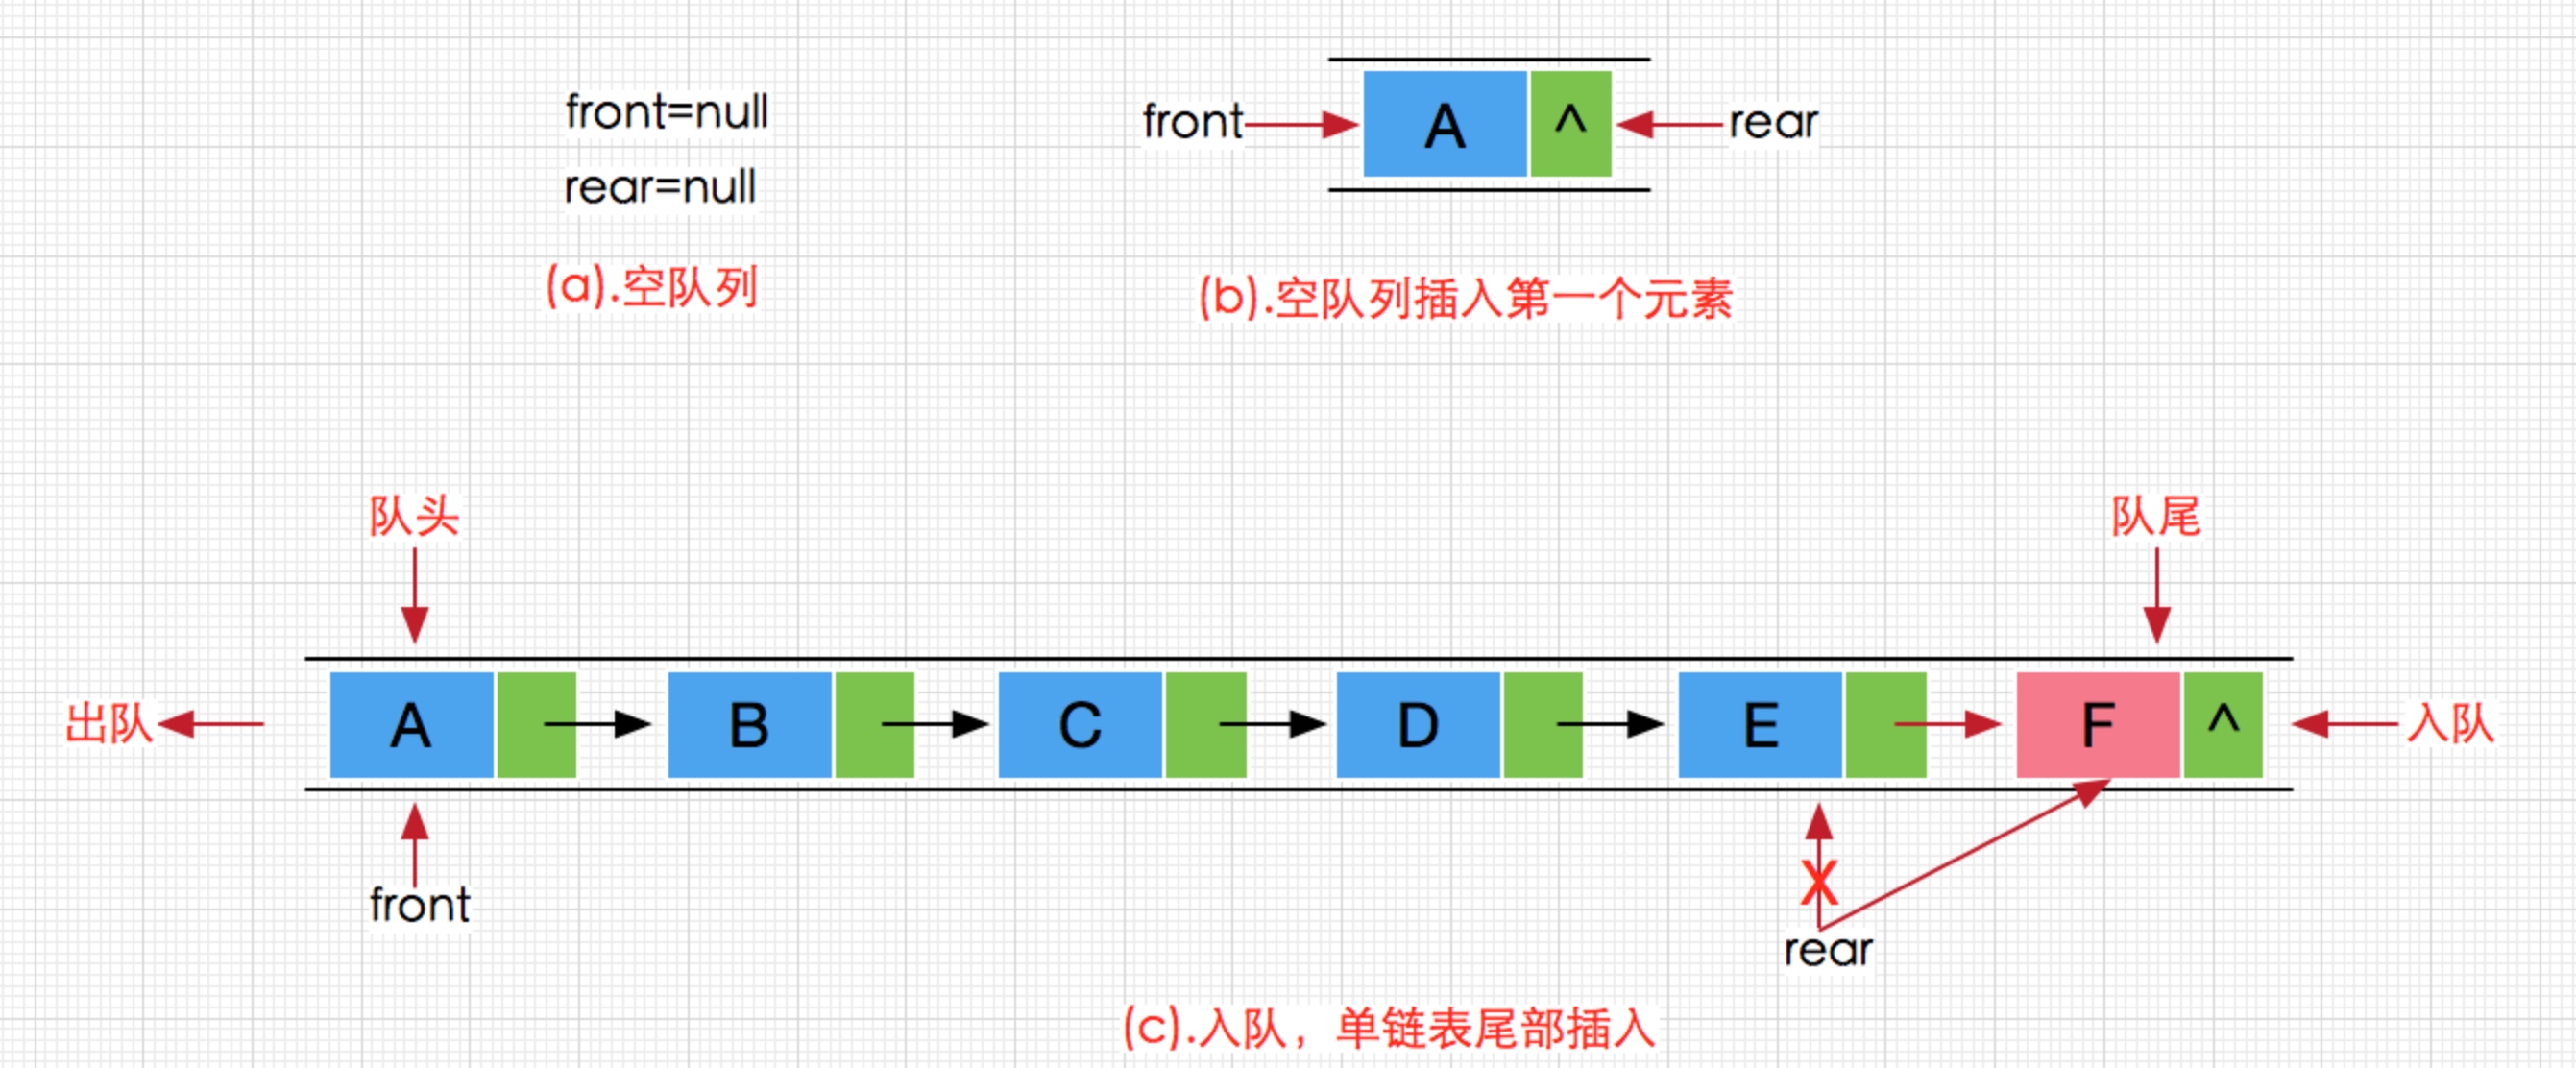 front=null
rear=null
(a).空队列
front A ^ rear
(b).空队列插入第一个元素
队头 队尾
出队 A B C D E F ^ 入队
front
X
rear
(c).入队，单链表尾部插入